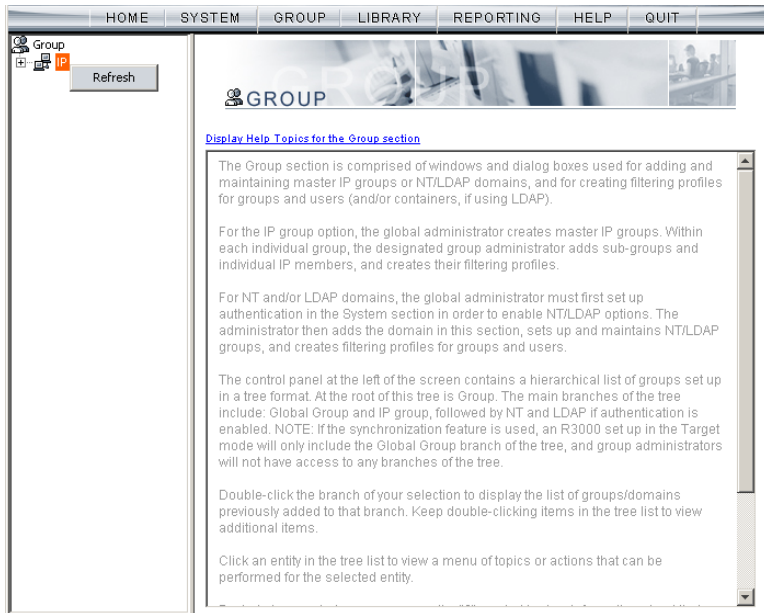 HOME SYSTEM GROUP LIBRARY REPORTING HELP QUIT
Group
IP
Refresh
GROUP
GROUP
Display Help Topics for the Group section
The Group section is comprised of windows and dialog boxes used for adding and
maintaining master IP groups or NT/LDAP domains, and for creating filtering profiles
for groups and users (and/or containers, if using LDAP).
For the IP group option, the global administrator creates master IP groups. Within
each individual group, the designated group administrator adds sub-groups and
individual IP members, and creates their filtering profiles.
For NT and/or LDAP domains, the global administrator must first set up
authentication in the System section in order to enable NT/LDAP options. The
administrator then adds the domain in this section, sets up and maintains NT/LDAP
groups, and creates filtering profiles for groups and users.
The control panel at the left of the screen contains a hierarchical list of groups set up
in a tree format. At the root of this tree is Group. The main branches of the tree
include: Global Group and IP group, followed by NT and LDAP if authentication is
enabled. NOTE: If the synchronization feature is used, an R3000 set up in the Target
mode will only include the Global Group branch of the tree, and group administrators
will not have access to any branches of the tree.
Double-click the branch of your selection to display the list of groups/domains
previously added to that branch. Keep double-clicking items in the tree list to view
additional items.
Click an entity in the tree list to view a menu of topics or actions that can be
performed for the selected entity.